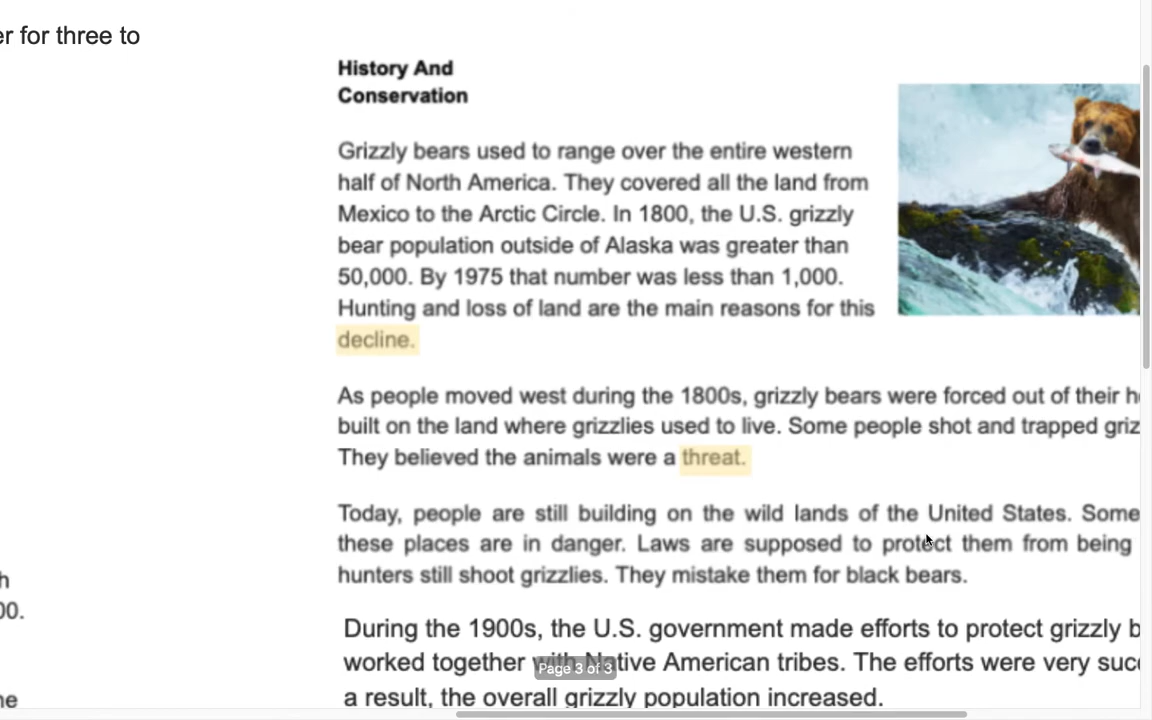 er for three to
History And
Conservation
Grizzly bears used to range over the entire western
half of North America. They covered all the land from
Mexico to the Arctic Circle. In 1800, the U.S. grizzly
bear population outside of Alaska was greater than
50,000. By 1975 that number was less than 1,000.
Hunting and loss of land are the main reasons for this
decline.
As people moved west during the 1800s, grizzly bears were forced out of their
built on the land where grizzlies used to live. Some people shot and trapped griz
They believed the animals were a threat.
Today, people are still building on the wild lands of the United States. Some
these places are in danger. Laws are supposed to protect them from being
hunters still shoot grizzlies. They mistake them for black bears.
h
00.
During the 1900s, the U.S. government made efforts to protect grizzly b
worked together with Native American tribes. The efforts were very suc
Page 3 of 3
a result, the overall grizzly population increased.
ne